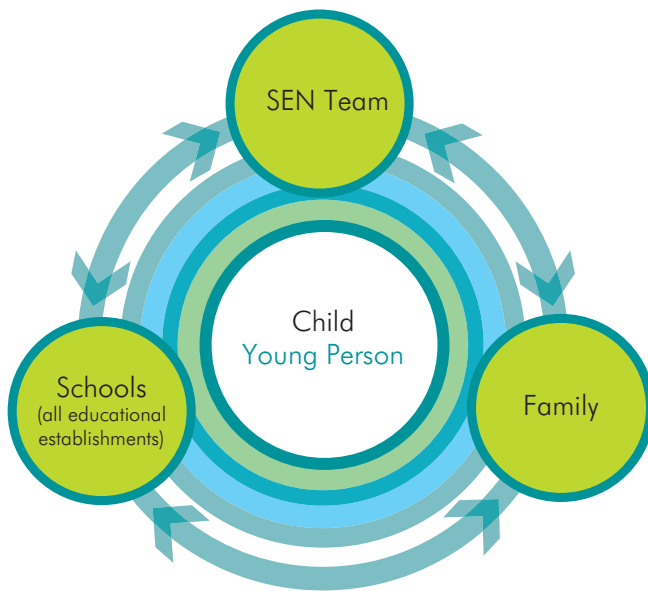 SEN Team
Child
Young Person
Schools
(all educational
establishments)
Family